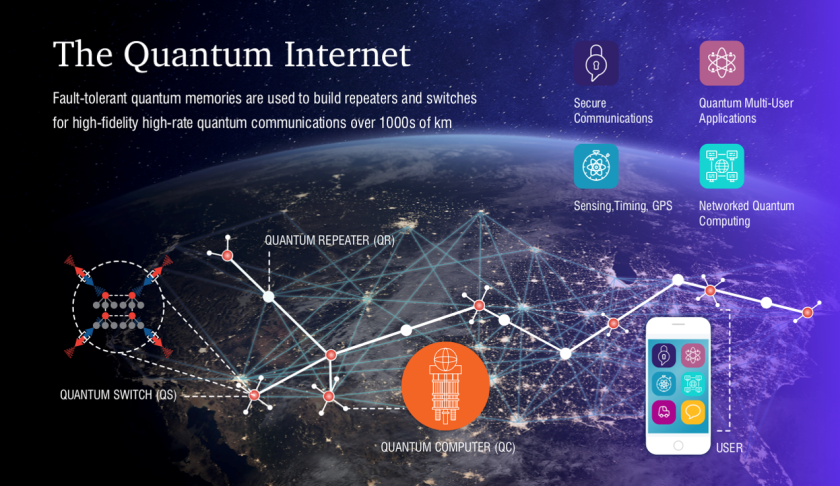 The Quantum Internet
Fault-tolerant quantum memories are used to build repeaters and switches
for high-fidelity high-rate quantum communications over 1000s of km
Secure
Communications
Quantum Multi-User
Applications
Sensing,Timing, GPS
Networked Quantum
Computing
QUANTUM REPEATER (QR)
QUANTUM SWITCH (QS)
QUANTUM COMPUTER (QC)
USER